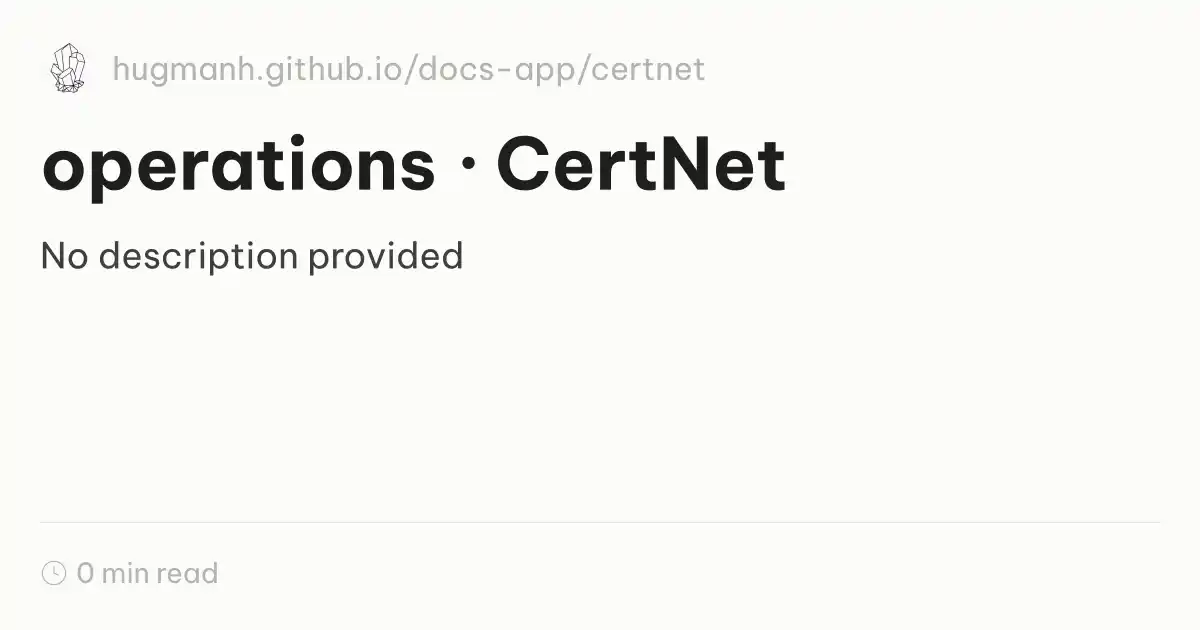 hugmanh.github.io/docs-app/certnet
operations · CertNet
No description provided
0 min read